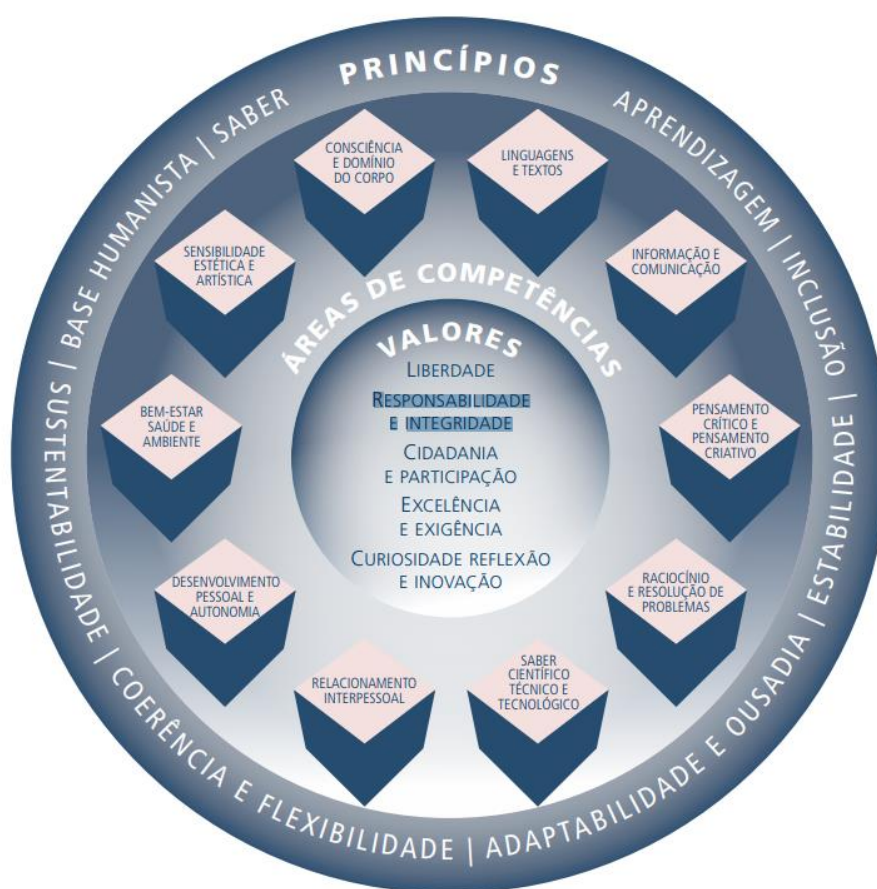 PRINCÍPIOS
BASE HUMANISTA | SABER
APRENDIZAGEM | INCLUSÃO
ESTABILIDADE |
ADAPTABILIDADE E OUSADIA |
COERÊNCIA E FLEXIBILIDADE |
SUSTENTABILIDADE |
ÁREAS DE COMPETÊNCIAS
CONSCIÊNCIA
E DOMÍNIO
DO CORPO
LINGUAGENS
E TEXTOS
SENSIBILIDADE
ESTÉTICA E
ARTÍSTICA
INFORMAÇÃO E
COMUNICAÇÃO
BEM-ESTAR
SAÚDE E
AMBIENTE
PENSAMENTO
CRÍTICO E
PENSAMENTO
CRIATIVO
DESENVOLVIMENTO
PESSOAL E
AUTONOMIA
RACIOCÍNIO
E RESOLUÇÃO DE
PROBLEMAS
RELACIONAMENTO
INTERPESSOAL
SABER
CIENTÍFICO
TÉCNICO E
TECNOLÓGICO
VALORES
LIBERDADE
RESPONSABILIDADE
E INTEGRIDADE
CIDADANIA
E PARTICIPAÇÃO
EXCELÊNCIA
E EXIGÊNCIA
CURIOSIDADE REFLEXÃO
E INOVAÇÃO